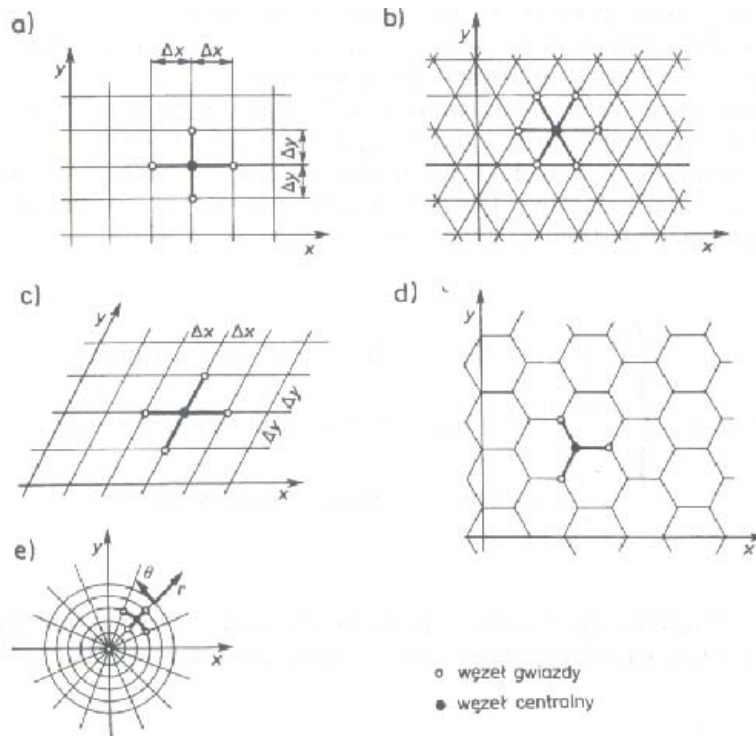 a)
Δx Δx
y
Δy
Δy
x
b)
y
x
c)
y
Δx Δx
Δy
Δy
x
d)
y
x
e)
y
θ
r
x
węzeł gwiazdy
węzeł centralny